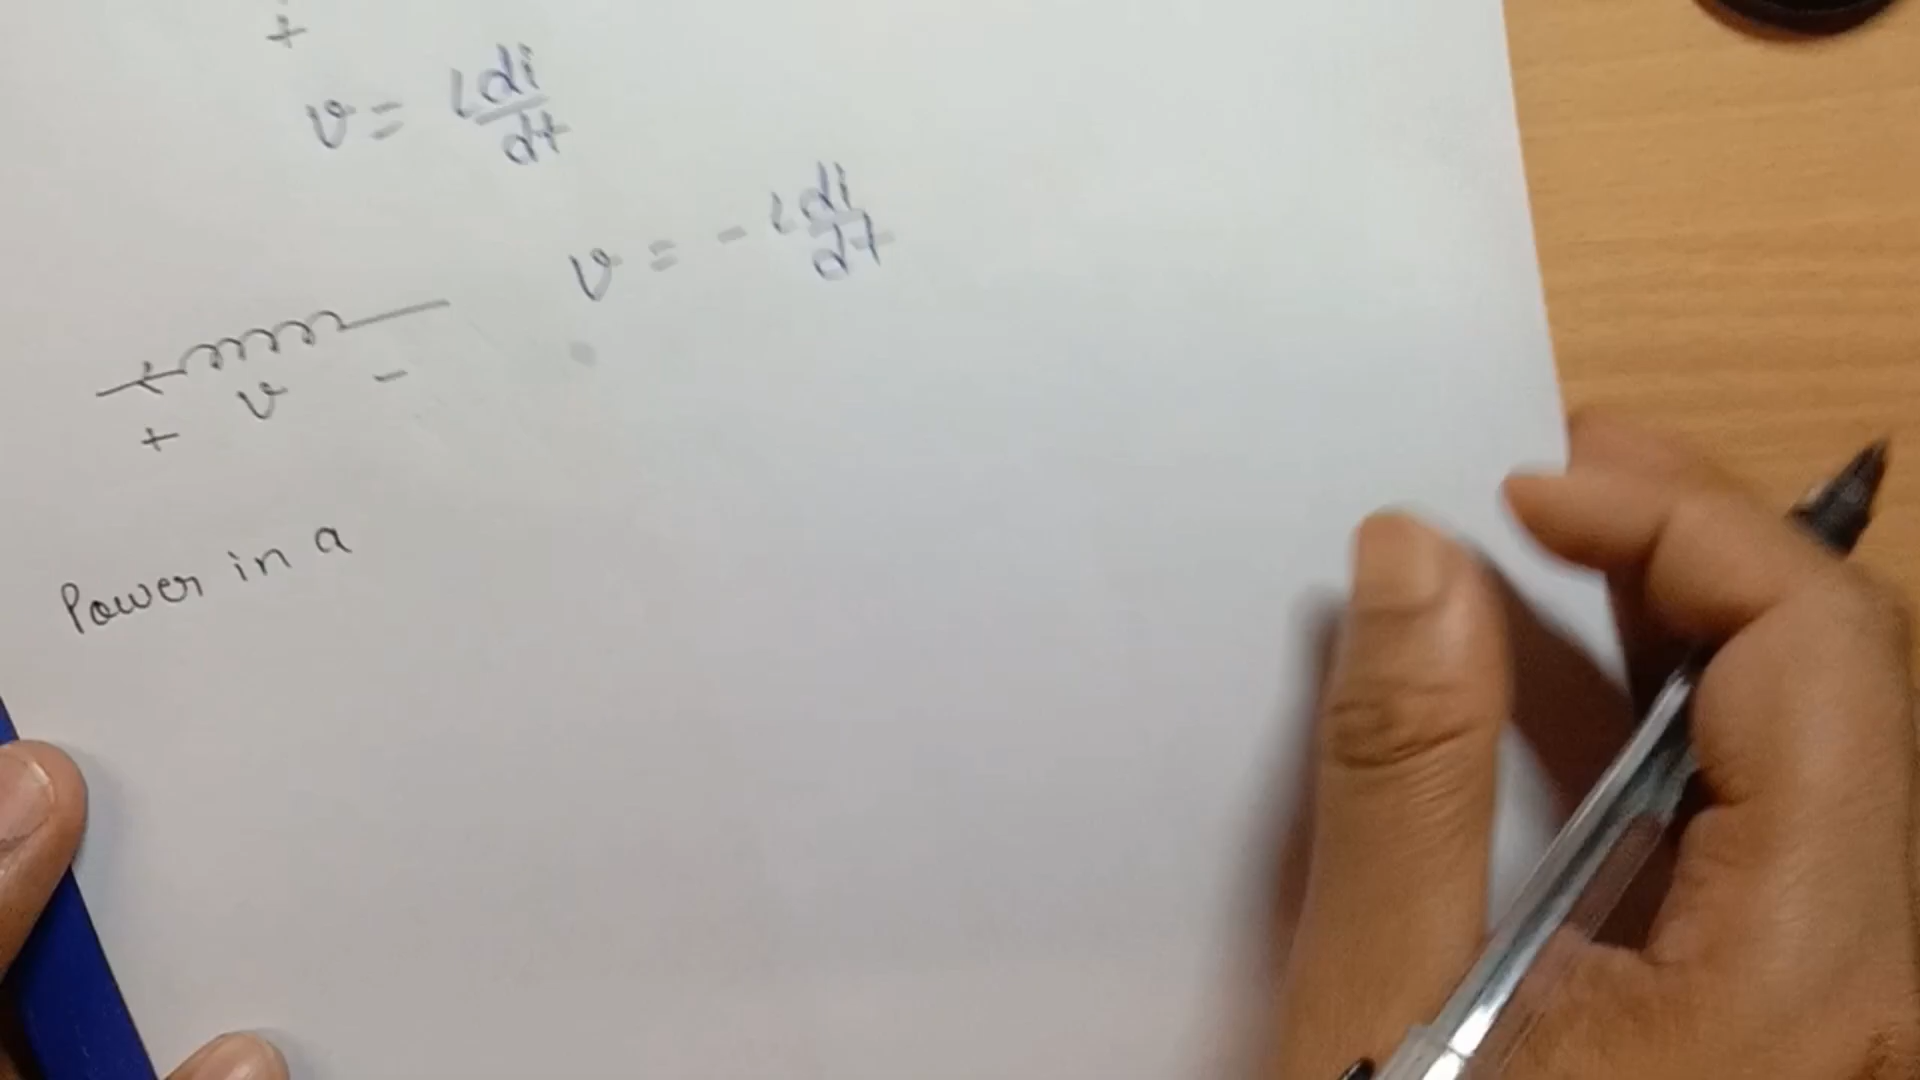 +
v = L di/dt
v = - L di/dt
+ v -
Power in a